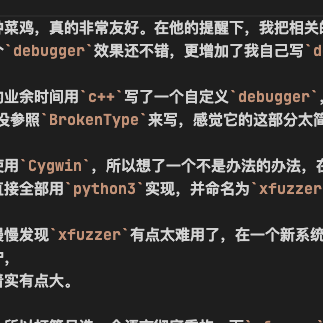 中菜鸡，真的非常友好。在他的提醒下，我把相关的
`debugger`效果还不错，更增加了我自己写`d
业余时间用`c++`写了一个自定义`debugger`，
没参照`BrokenType`来写，感觉它的这部分太简
使用`Cygwin`，所以想了一个不是办法的办法，在
直接全部用`python3`实现，并命名为`xfuzzer
慢慢发现`xfuzzer`有点太难用了，在一个新系统
实有点大。